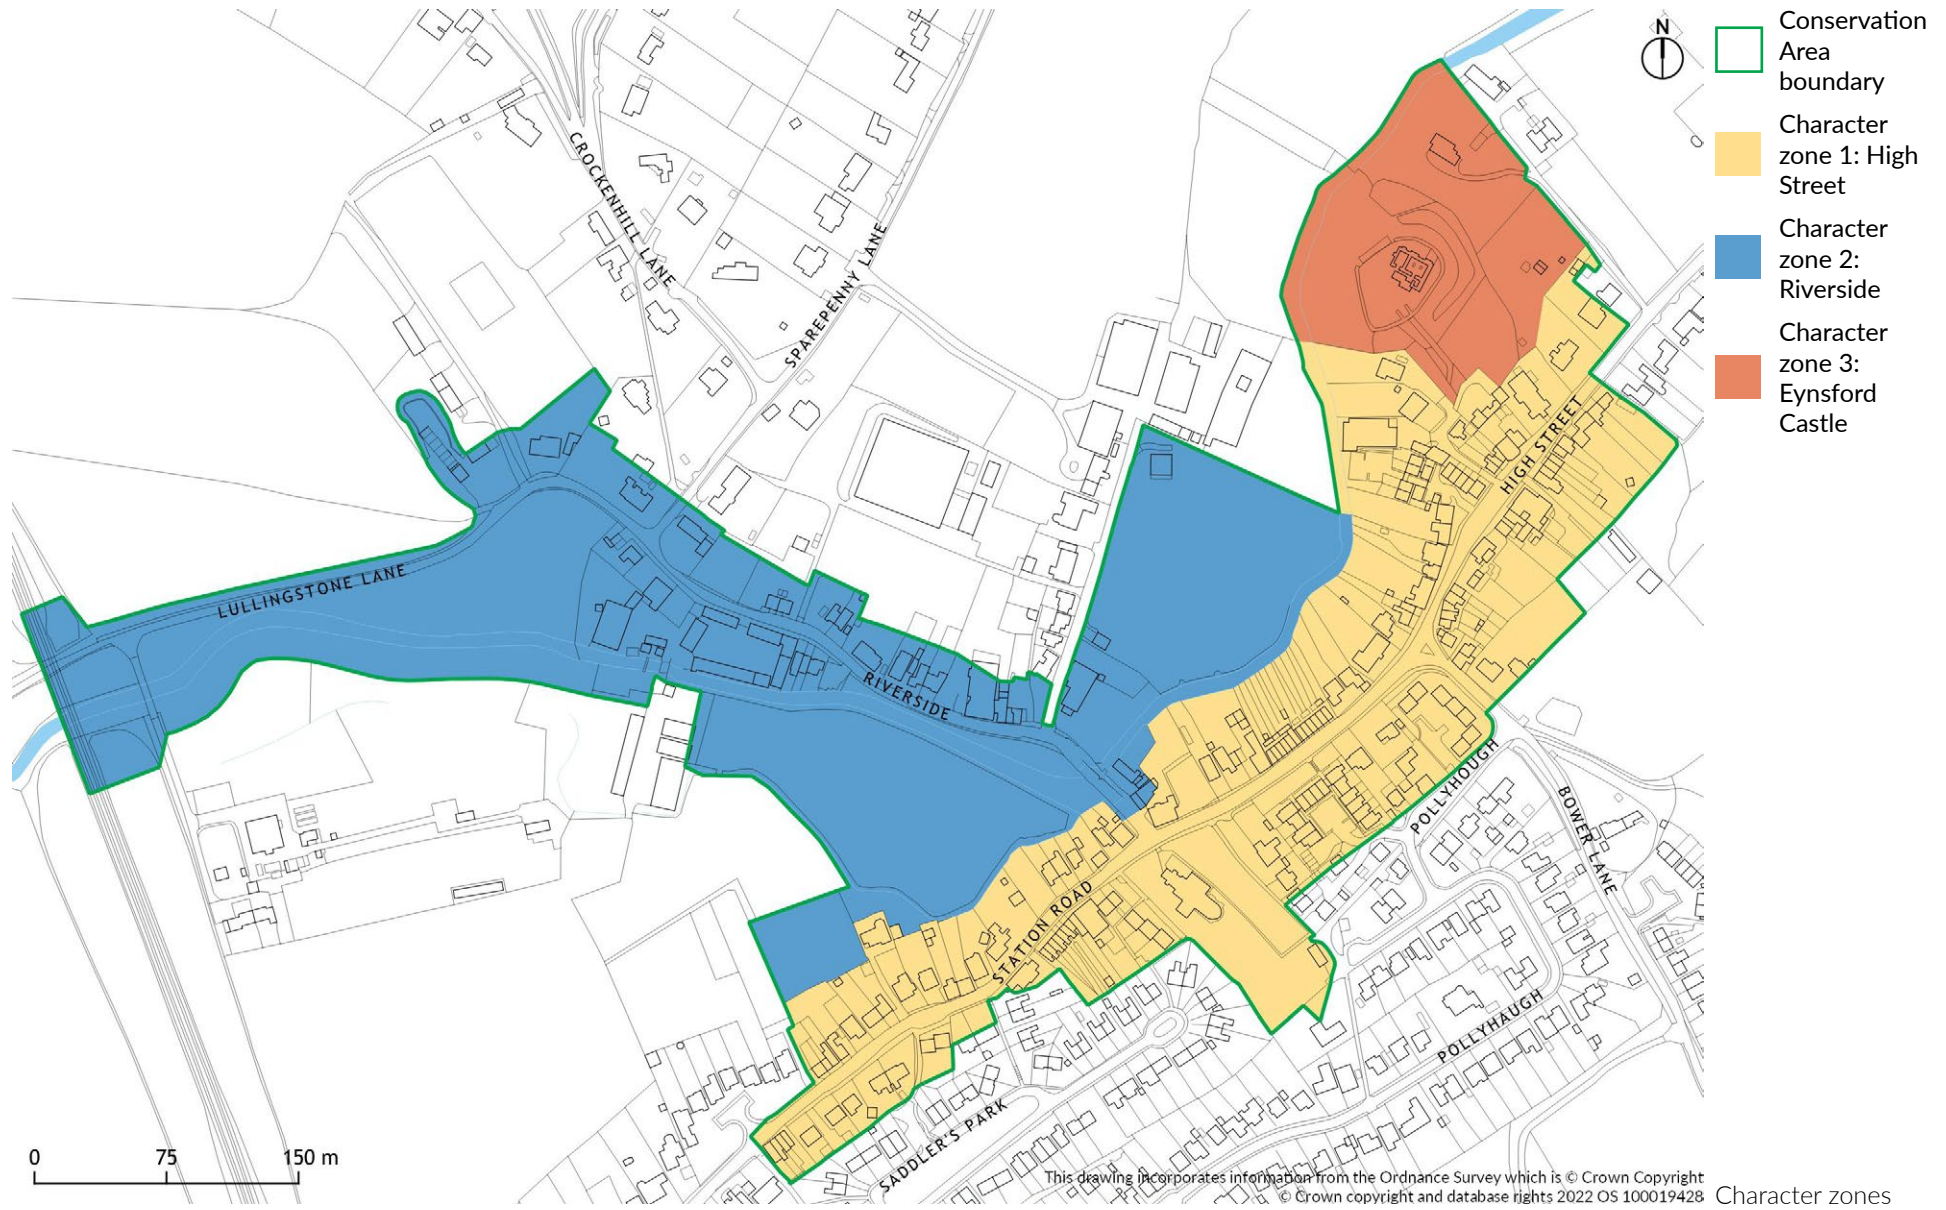 N
Conservation
Area
boundary
Character
zone 1: High
Street
Character
zone 2:
Riverside
Character
zone 3:
Eynsford
Castle
CROCKENHILL LANE
SPAREPENNY LANE
HIGH STREET
LULLINGSTONE LANE
RIVERSIDE
POLLYHOUGH
BOWER LANE
STATION ROAD
POLLYHAUGH
SADDLER'S PARK
0 75 150 m
This drawing incorporates information from the Ordnance Survey which is © Crown Copyright
© Crown copyright and database rights 2022 OS 100019428
Character zones